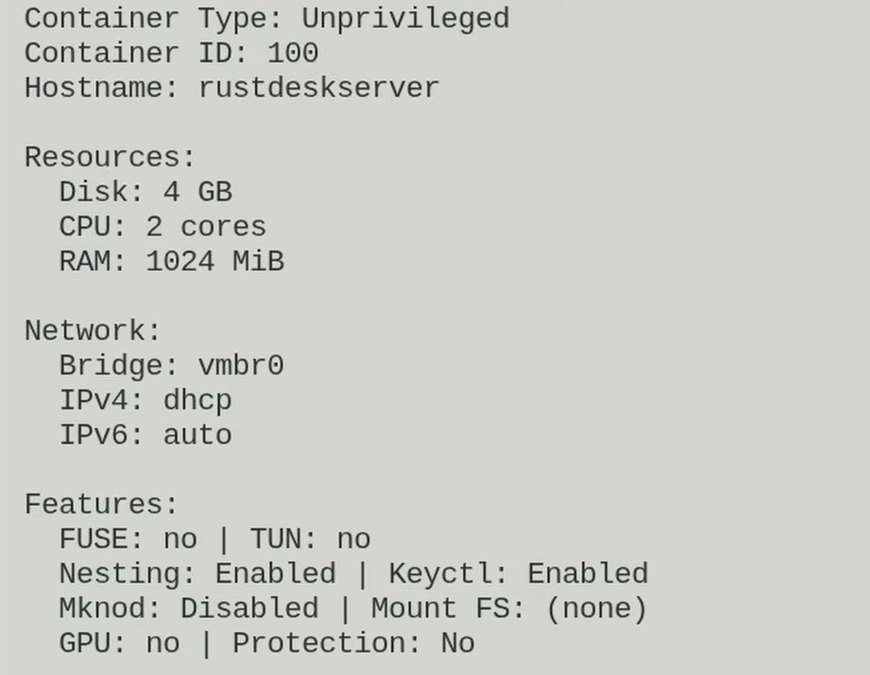 Container Type: Unprivileged
Container ID: 100
Hostname: rustdeskserver
Resources:
Disk: 4 GB
CPU: 2 cores
RAM: 1024 MiB
Network:
Bridge: vmbr0
IPv4: dhcp
IPv6: auto
Features:
FUSE: no | TUN: no
Nesting: Enabled | Keyctl: Enabled
Mknod: Disabled | Mount FS: (none)
GPU: no | Protection: No